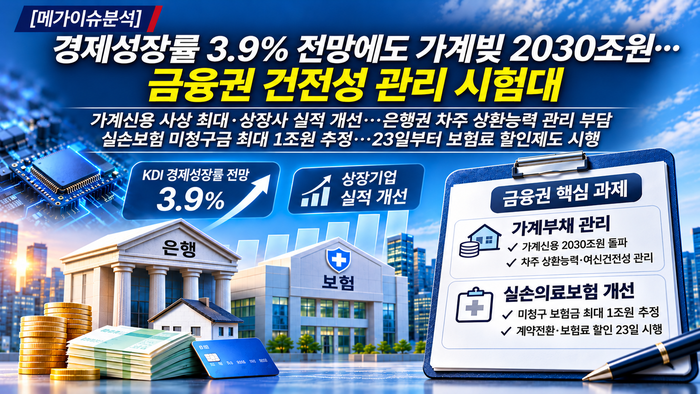 [메가이슈분석]
경제성장률 3.9% 전망에도 가계빚 2030조원…
금융권 건전성 관리 시험대
가계신용 사상 최대·상장사 실적 개선…은행권 차주 상환능력 관리 부담
실손보험 미청구금 최대 1조원 추정…23일부터 보험료 할인제도 시행
KDI 경제성장률 전망
3.9%
상장기업
실적 개선
은행
보험
금융권 핵심 과제
가계부채 관리
✓ 가계신용 2030조원 돌파
✓ 차주 상환능력·여신건전성 관리
실손의료보험 개선
✓ 미청구 보험금 최대 1조원 추정
✓ 계약전환·보험료 할인 23일 시행